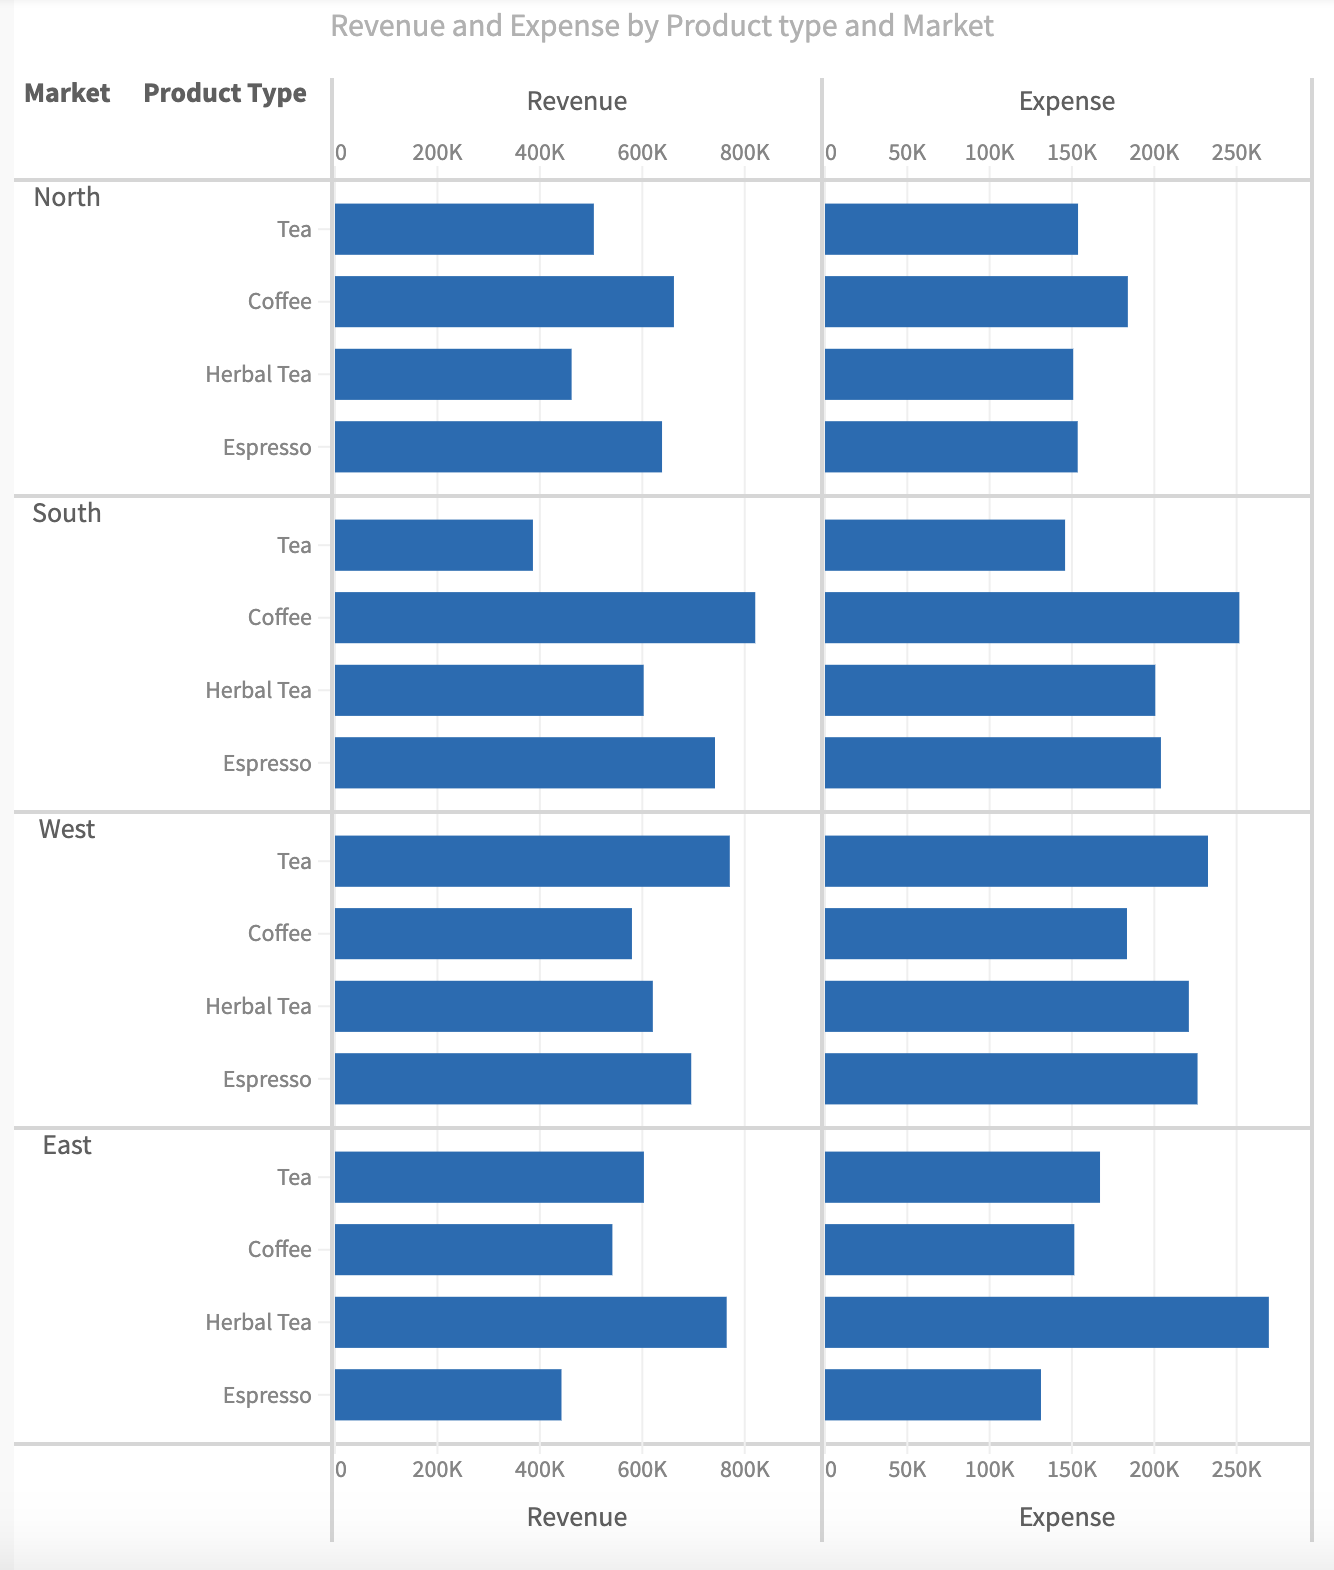 Revenue and Expense by Product type and Market
Market Product Type Revenue Expense
0 200K 400K 600K 800K 0 50K 100K 150K 200K 250K
North
Tea
Coffee
Herbal Tea
Espresso
South
Tea
Coffee
Herbal Tea
Espresso
West
Tea
Coffee
Herbal Tea
Espresso
East
Tea
Coffee
Herbal Tea
Espresso
0 200K 400K 600K 800K 0 50K 100K 150K 200K 250K
Revenue Expense